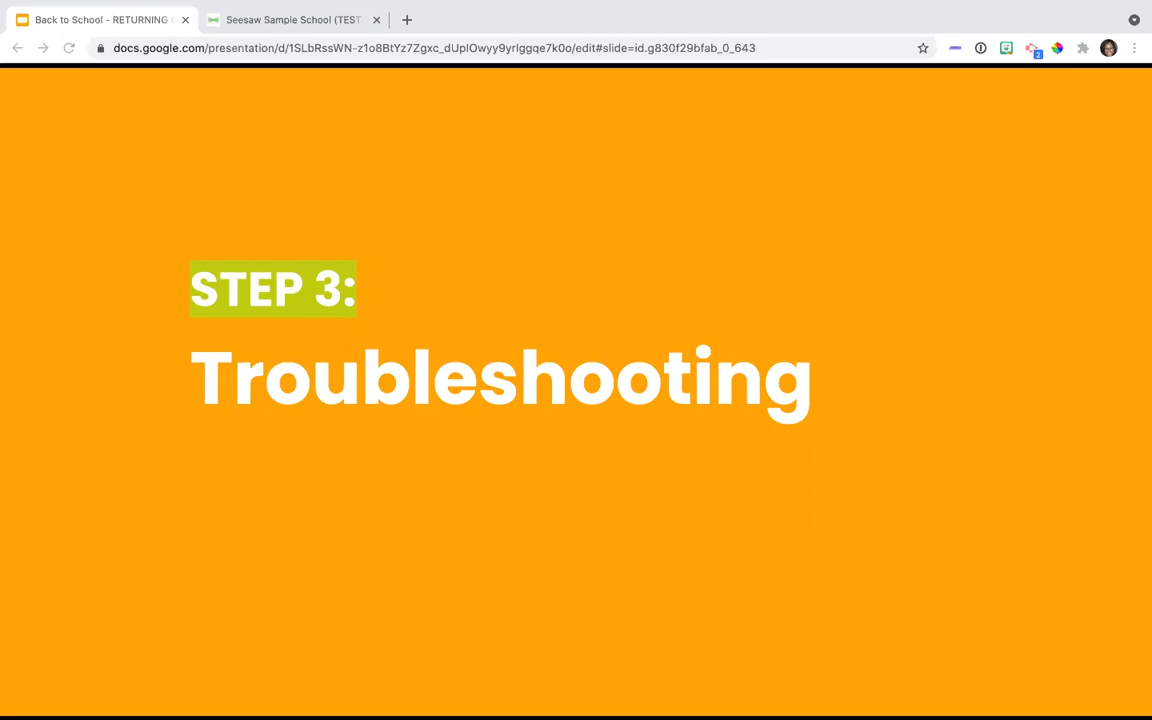 Back to School - RETURNING
Seesaw Sample School (TEST
docs.google.com/presentation/d/1SLbRssWN-z1o8BtYz7Zgxc_dUplOwyy9yrlggqe7k0o/edit#slide=id.g830f29bfab_0_643
2
STEP 3:
Troubleshooting